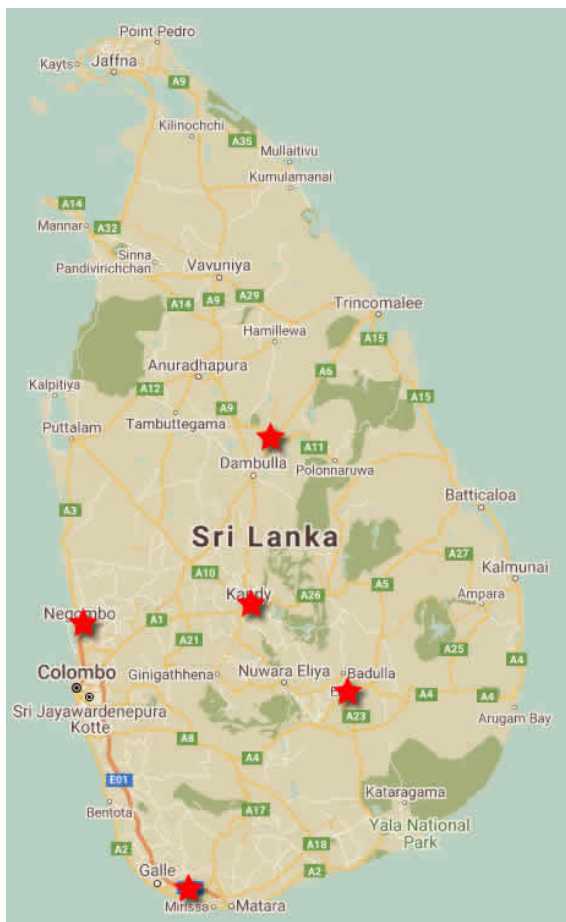 Point Pedro
Kayts
Jaffna
A9
Kilinochchi
A35
Mullaitivu
Kumulamanai
A14
Mannar
A32
Sinna
Pandivirichchan
Vavuniya
A14
A9
A29
Trincomalee
Hamillewa
A15
Anuradhapura
A6
Kalpitiya
A12
A15
A9
Tambuttegama
Puttalam
A11
Dambulla
Polonnaruwa
Batticaloa
A3
Sri Lanka
A27
Kalmunai
A10
A5
Kandy
A26
Ampara
Negombo
A1
A21
A25
A4
Colombo
Ginigathhena
Nuwara Eliya
Badulla
A4
A4
Sri Jayawardenepura
Kotte
A23
Arugam Bay
A8
A4
E01
Bentota
A17
Kataragama
Yala National
Park
A2
A18
A2
Galle
Mirissa
Matara